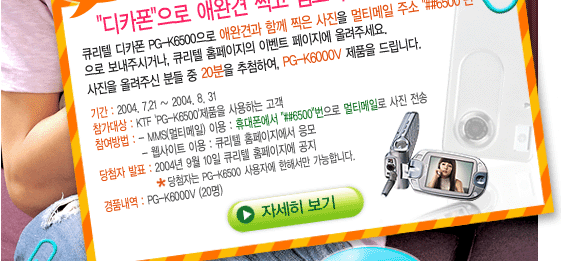 "디카폰"으로 애완견 찍고
큐리텔 디카폰 PG-K6500으로 애완견과 함께 찍은 사진을 멀티메일 주소 "##6500"번
으로 보내주시거나, 큐리텔 홈페이지의 이벤트 페이지에 올려주세요.
사진을 올려주신 분들 중 20분을 추첨하여, PG-K6000V 제품을 드립니다.
기간 : 2004. 7.21 ~ 2004. 8. 31
참가대상 : KTF 'PG-K6500'제품을 사용하는 고객
참여방법 : - MMS(멀티메일) 이용 : 휴대폰에서 "##6500"번으로 멀티메일로 사진 전송
- 웹사이트 이용 : 큐리텔 홈페이지에서 응모
당첨자 발표 : 2004년 9월 10일 큐리텔 홈페이지에 공지
* 당첨자는 PG-K6500 사용자에 한해서만 가능합니다.
경품내역 : PG-K6000V (20명)
자세히 보기